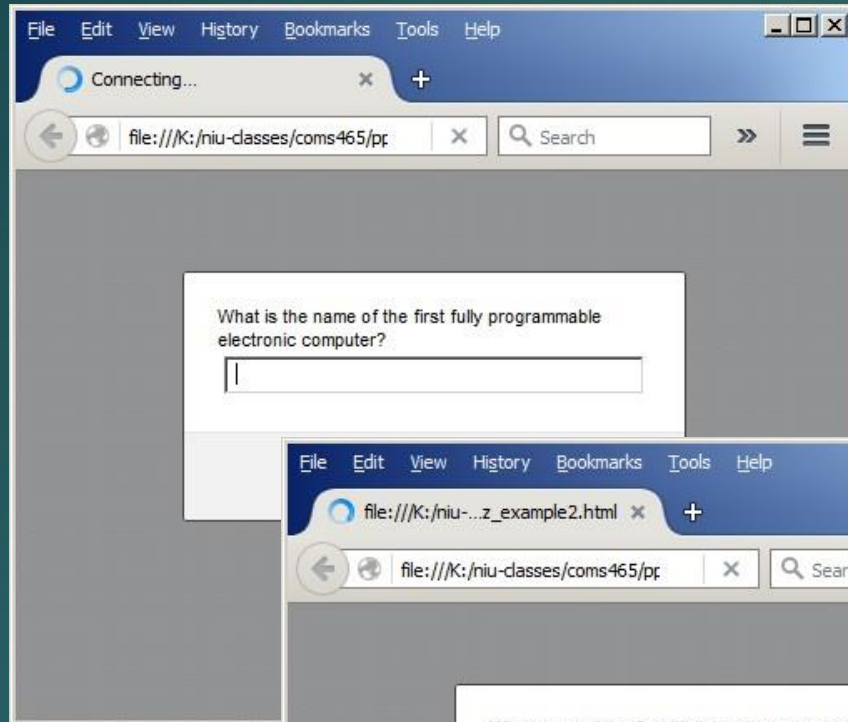 File Edit View History Bookmarks Tools Help
Connecting...
file:///K:/niu-classes/coms465/pp
Search
What is the name of the first fully programmable
electronic computer?
File Edit View History Bookmarks Tools Help
file:///K:/niu-...z_example2.html
file:///K:/niu-classes/coms465/pp
Sear